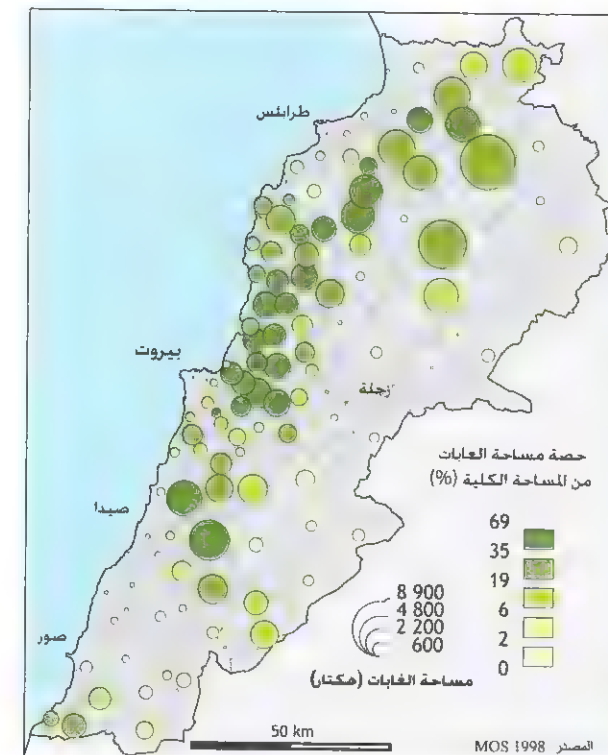 طرابلس
بيروت
زحلة
صيدا
صور
حصة مساحة الغابات
من المساحة الكلية (%)
69
35
19
6
2
0
8 900
4 800
2 200
600
مساحة الغابات (هكتار)
50 km
المصدر MOS 1998